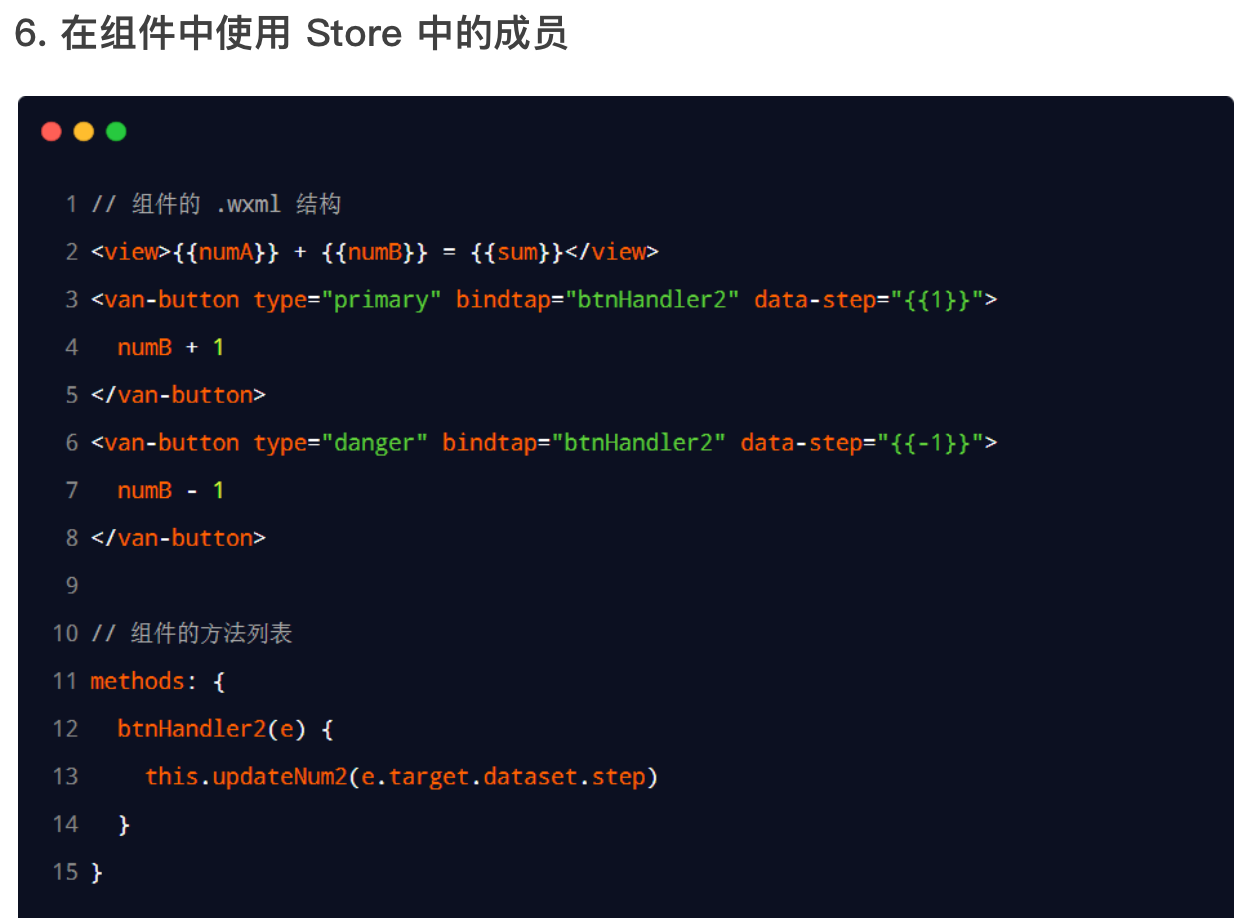 6. 在组件中使用 Store 中的成员
1 // 组件的 .wxml 结构
2 <view>{{numA}} + {{numB}} = {{sum}}</view>
3 <van-button type="primary" bindtap="btnHandler2" data-step="{{1}}">
4   numB + 1
5 </van-button>
6 <van-button type="danger" bindtap="btnHandler2" data-step="{{-1}}">
7   numB - 1
8 </van-button>
9
10 // 组件的方法列表
11 methods: {
12   btnHandler2(e) {
13     this.updateNum2(e.target.dataset.step)
14   }
15 }